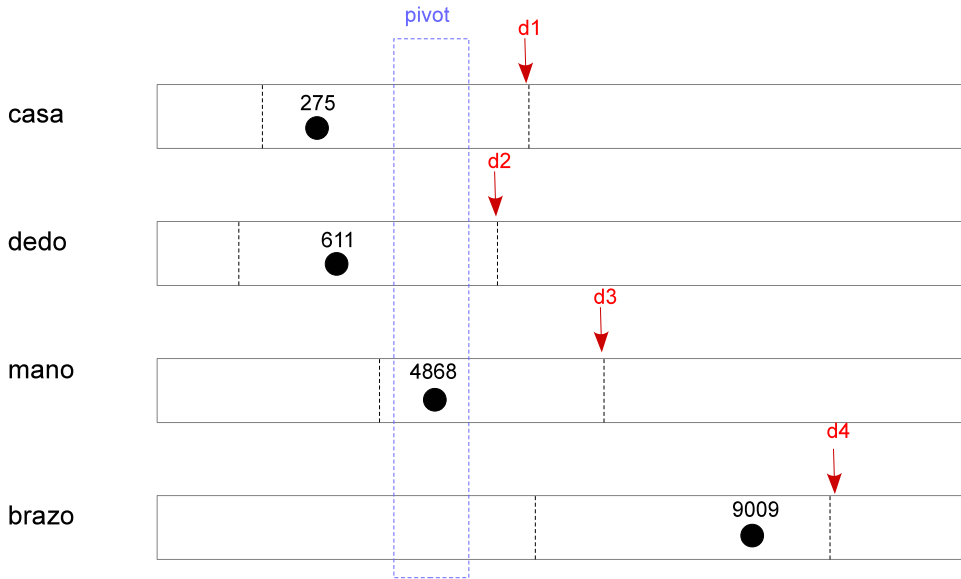 pivot
d1
casa
275
d2
dedo
611
d3
mano
4868
d4
brazo
9009